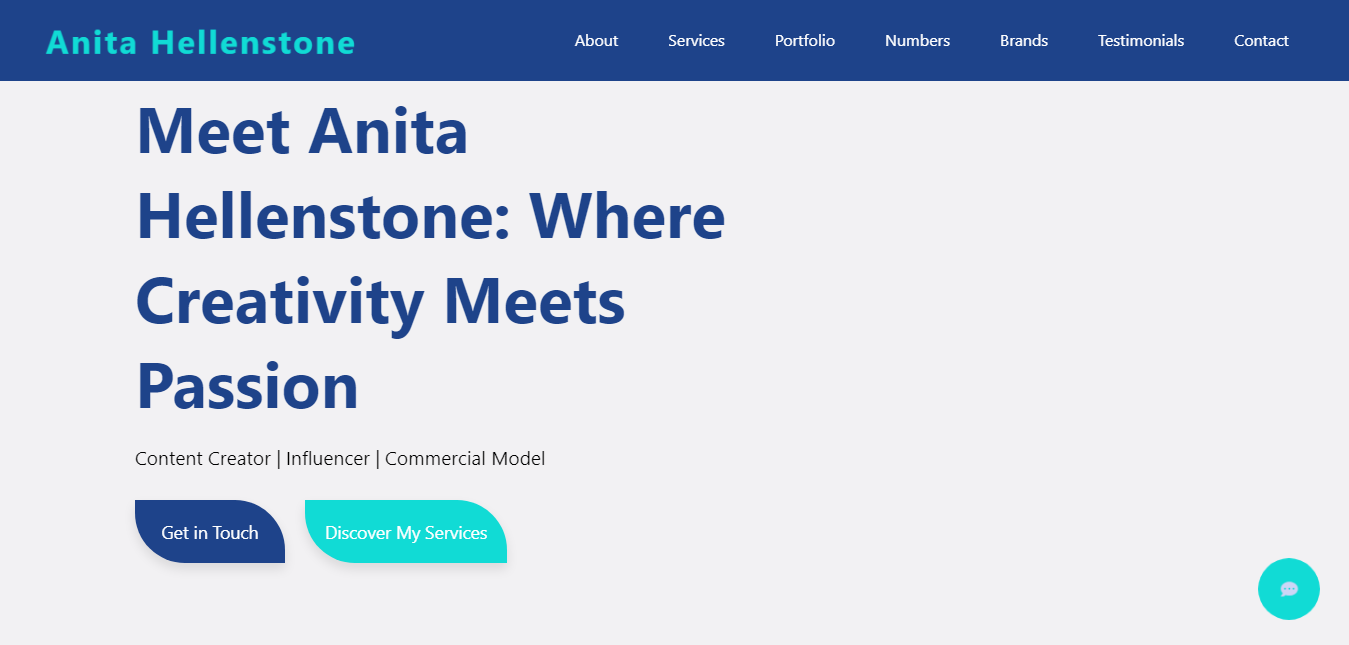 Anita Hellenstone
About Services Portfolio Numbers Brands Testimonials Contact
Meet Anita
Hellenstone: Where
Creativity Meets
Passion
Content Creator | Influencer | Commercial Model
Get in Touch
Discover My Services